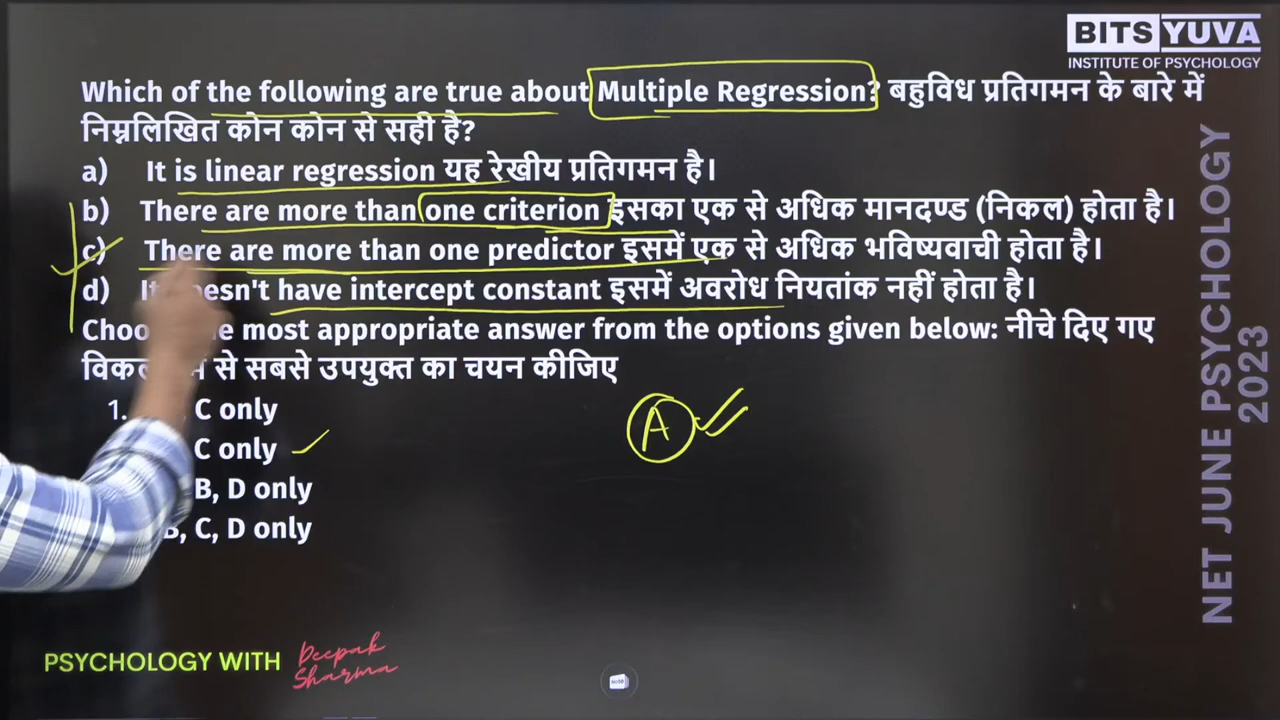 BITS YUVA
INSTITUTE OF PSYCHOLOGY
Which of the following are true about Multiple Regression? बहुविध प्रतिगमन के बारे में
निम्नलिखित कोन कोन से सही है?
a) It is linear regression यह रेखीय प्रतिगमन है।
b) There are more than one criterion इसका एक से अधिक मानदण्ड (निकल) होता है।
c) There are more than one predictor इसमें एक से अधिक भविष्यवाची होता है।
d) have intercept constant इसमें अवरोध नियतांक नहीं होता है।
most appropriate answer from the options given below: नीचे दिए गए
से सबसे उपयुक्त का चयन कीजिए
1. C only
C only
B, D only
B, C, D only
A
NET JUNE PSYCHOLOGY
2023
PSYCHOLOGY WITH Deepak
Sharma